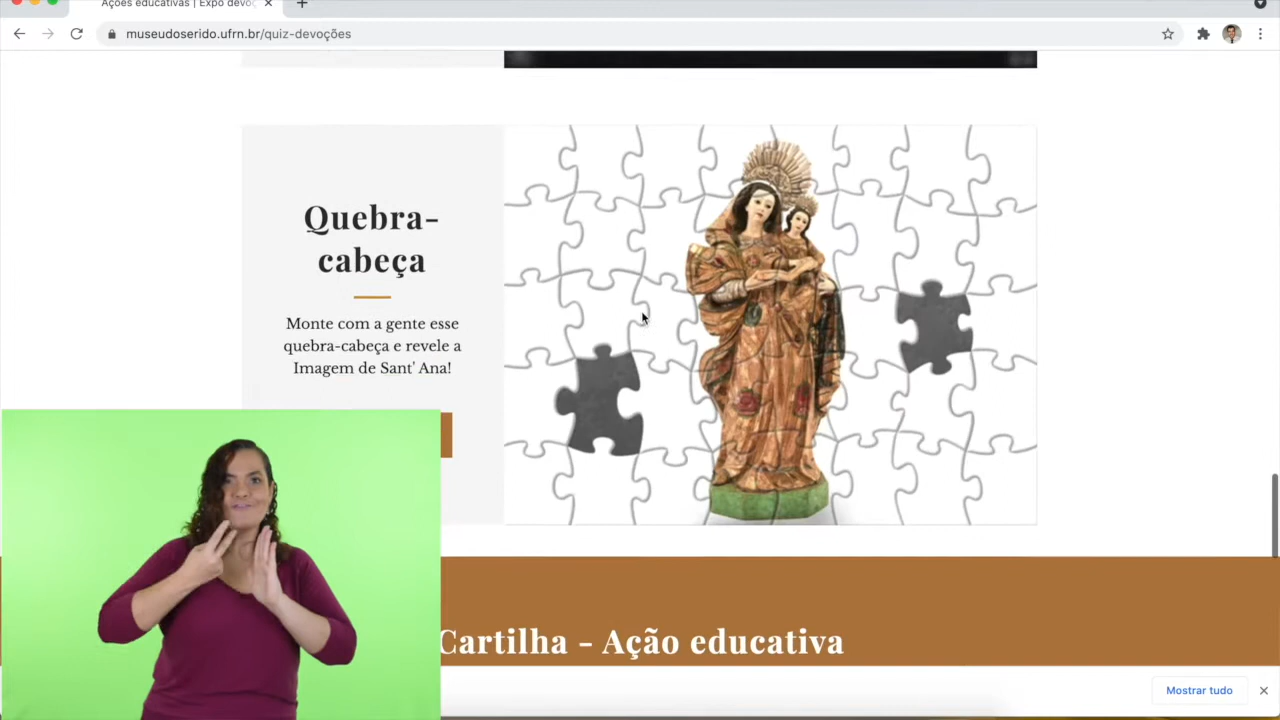 Ações educativas | Expo devoç
museudoserido.ufrn.br/quiz-devoções
Quebra-
cabeça
Monte com a gente esse
quebra-cabeça e revele a
Imagem de Sant' Ana!
Cartilha - Ação educativa
Mostrar tudo